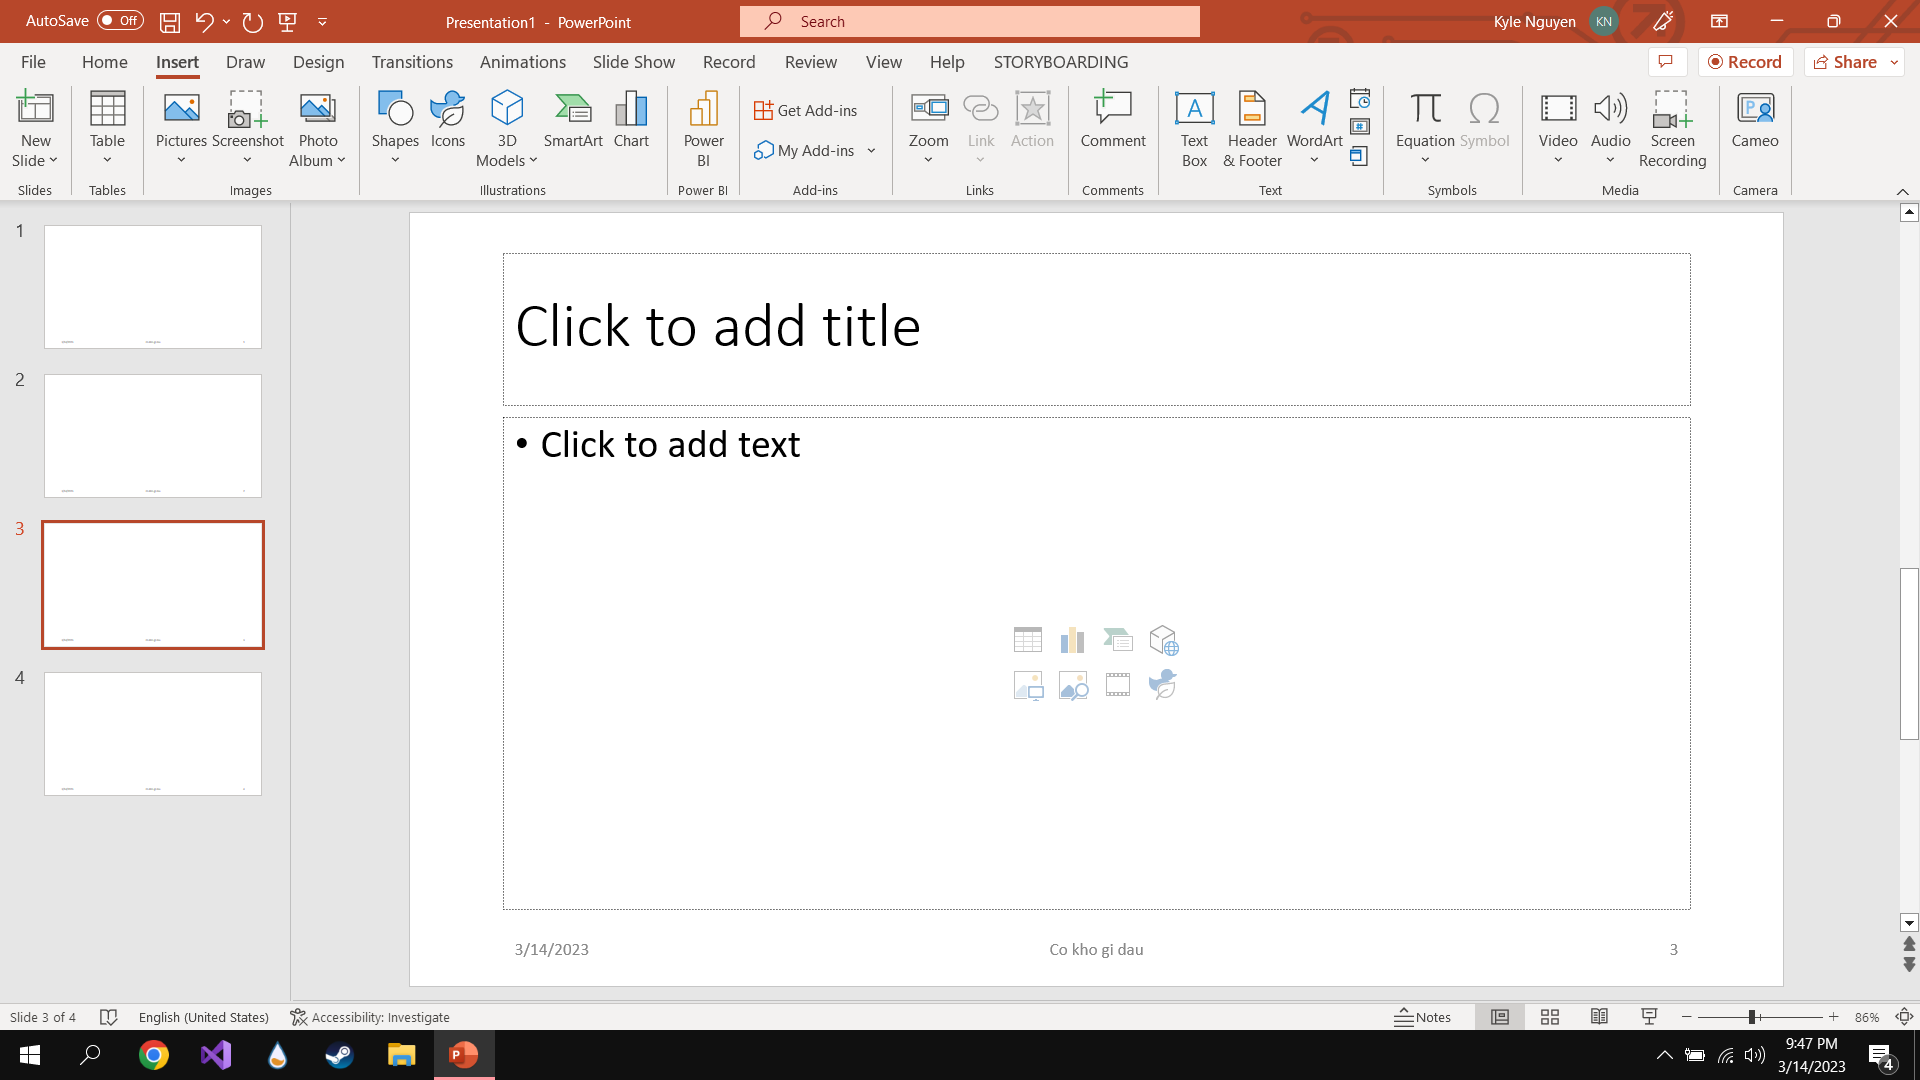 AutoSave Off
Presentation1 - PowerPoint
Search
Kyle Nguyen KN
File Home Insert Draw Design Transitions Animations Slide Show Record Review View Help STORYBOARDING
Record Share
New Slide
Table
Pictures
Screenshot
Photo Album
Shapes
Icons
3D Models
SmartArt
Chart
Power BI
Get Add-ins
My Add-ins
Zoom
Link
Action
Comment
Text Box
Header & Footer
WordArt
Equation
Symbol
Video
Audio
Screen Recording
Cameo
Slides Tables Images Illustrations Power BI Add-ins Links Comments Text Symbols Media Camera
1
2
3
4
Click to add title
• Click to add text
3/14/2023 Co kho gi dau 3
Slide 3 of 4 English (United States) Accessibility: Investigate Notes 86%
9:47 PM
3/14/2023
4